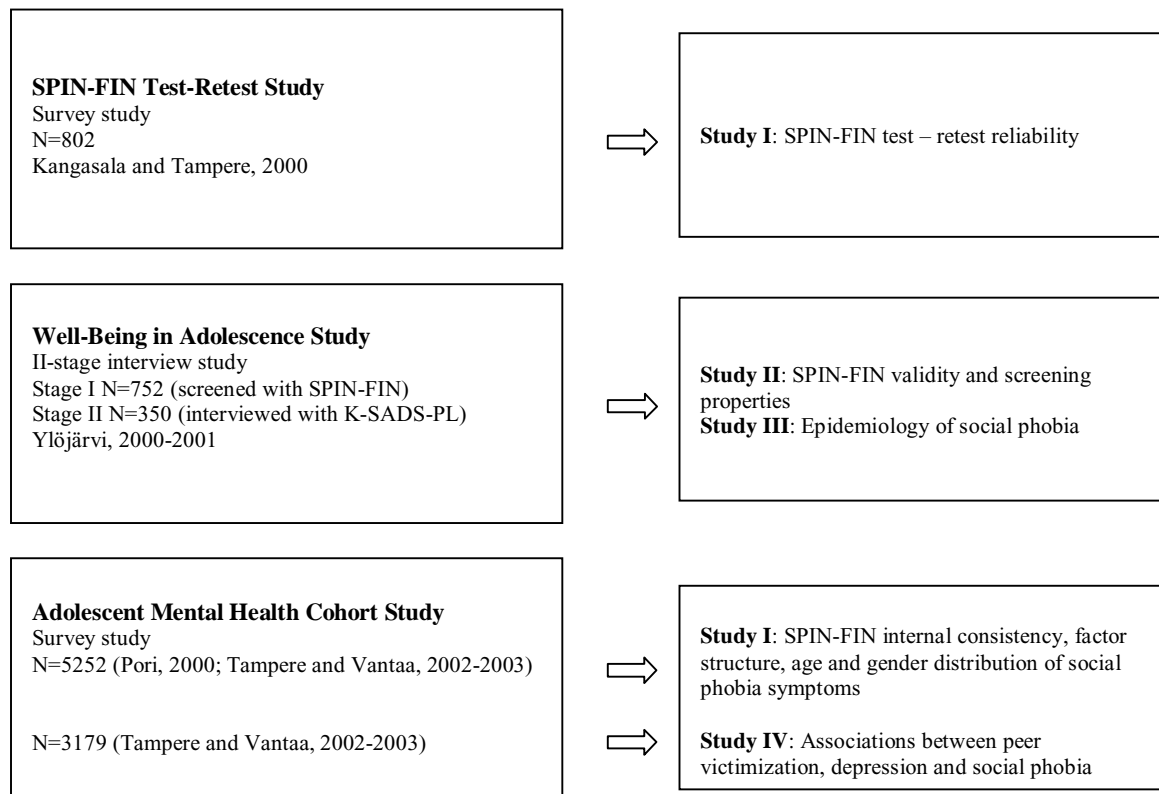 SPIN-FIN Test-Retest Study
Survey study
N=802
Kangasala and Tampere, 2000
Study I: SPIN-FIN test – retest reliability
Well-Being in Adolescence Study
II-stage interview study
Stage I N=752 (screened with SPIN-FIN)
Stage II N=350 (interviewed with K-SADS-PL)
Ylöjärvi, 2000-2001
Study II: SPIN-FIN validity and screening
properties
Study III: Epidemiology of social phobia
Adolescent Mental Health Cohort Study
Survey study
N=5252 (Pori, 2000; Tampere and Vantaa, 2002-2003)
N=3179 (Tampere and Vantaa, 2002-2003)
Study I: SPIN-FIN internal consistency, factor
structure, age and gender distribution of social
phobia symptoms
Study IV: Associations between peer
victimization, depression and social phobia